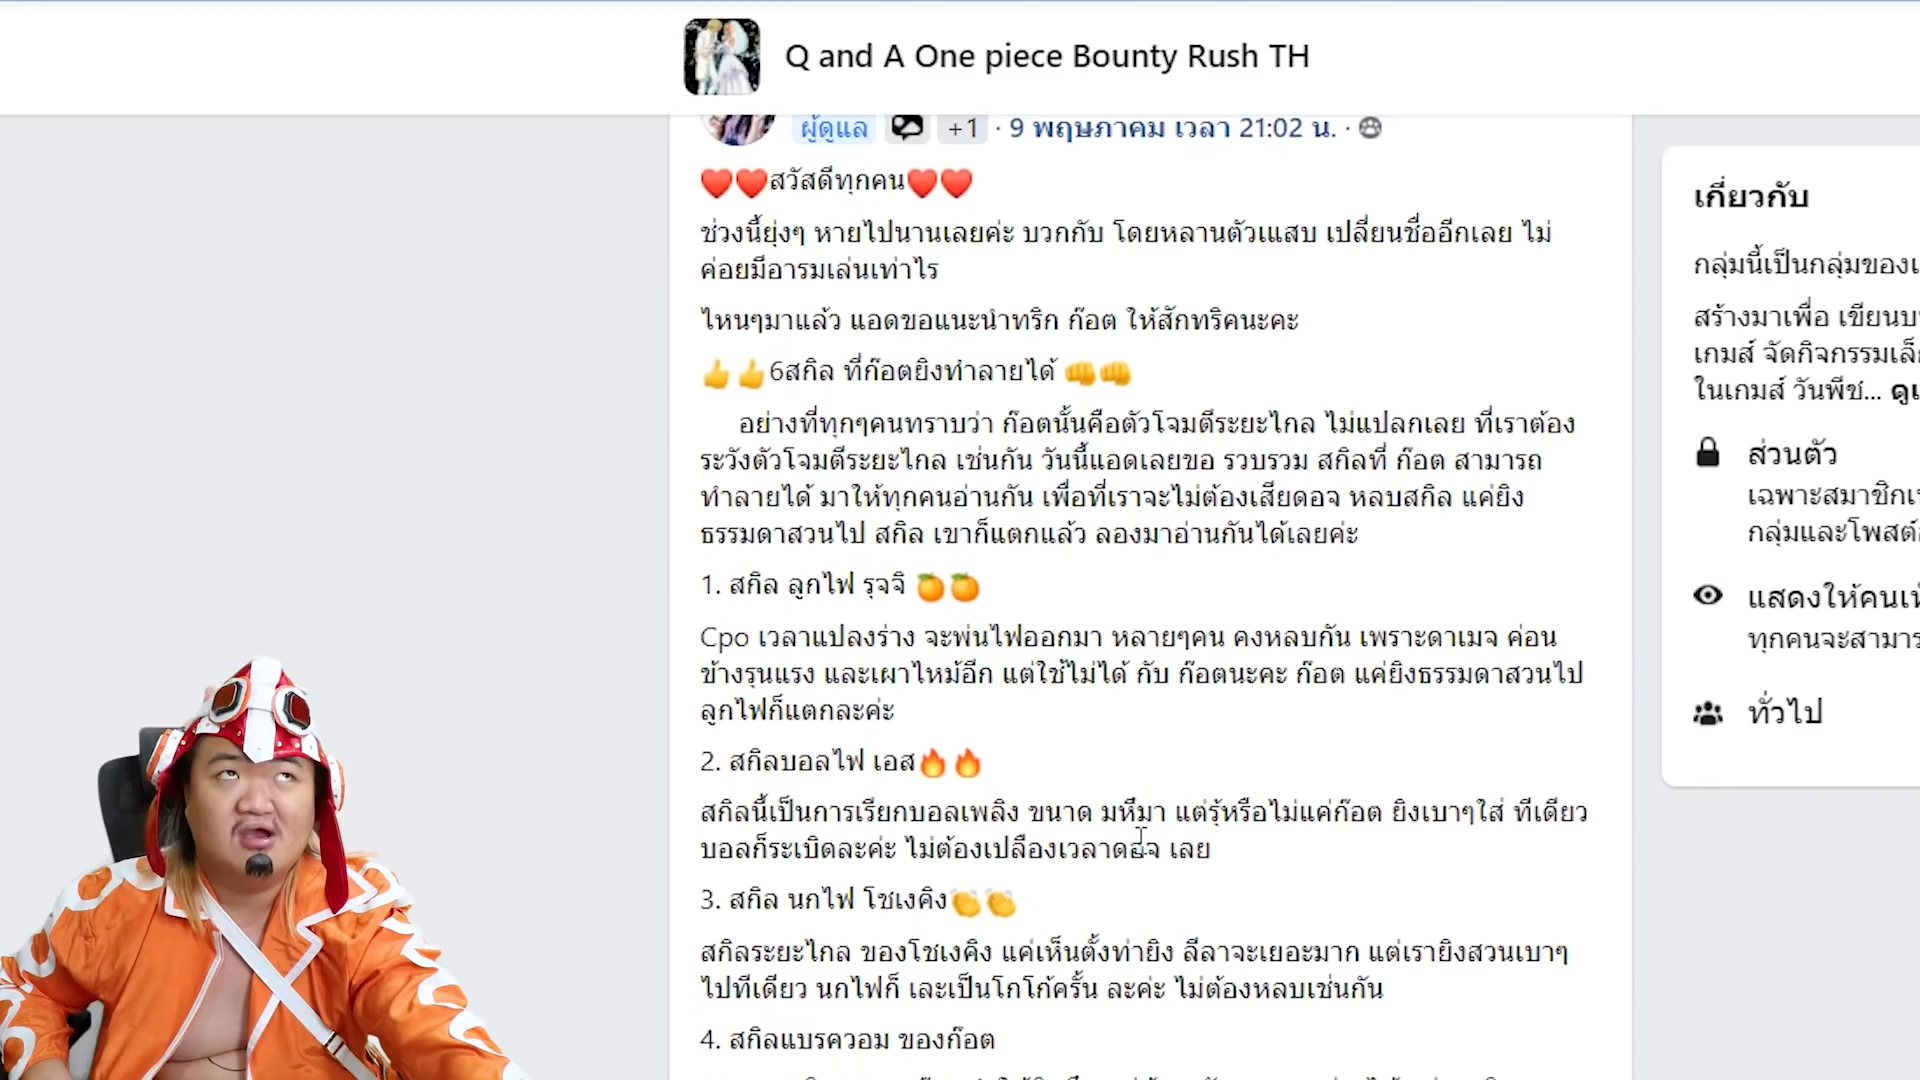 Q and A One piece Bounty Rush TH
ผู้ดูแล +1 · 9 พฤษภาคม เวลา 21:02 น. ·
❤️❤️สวัสดีทุกคน❤️❤️
ช่วงนี้ยุ่งๆ หายไปนานเลยค่ะ บวกกับ โดยหลานตัวแสบ เปลี่ยนชื่ออีกเลย ไม่
ค่อยมีอารมเล่นเท่าไร
ไหนๆมาแล้ว แอดขอแนะนำทริก ก๊อต ให้สักทริคนะคะ
👍👍6สกิล ที่ก๊อตยิงทำลายได้ 👊👊
อย่างที่ทุกๆคนทราบว่า ก๊อตนั้นคือตัวโจมตีระยะไกล ไม่แปลกเลย ที่เราต้อง
ระวังตัวโจมตีระยะไกล เช่นกัน วันนี้แอดเลยขอ รวบรวม สกิลที่ ก๊อต สามารถ
ทำลายได้ มาให้ทุกคนอ่านกัน เพื่อที่เราจะไม่ต้องเสียดอจ หลบสกิล แค่ยิง
ธรรมดาสวนไป สกิล เขาก็แตกแล้ว ลองมาอ่านกันได้เลยค่ะ
1. สกิล ลูกไฟ รุจจิ 🍊🍊
Cpo เวลาแปลงร่าง จะพ่นไฟออกมา หลายๆคน คงหลบกัน เพราะดาเมจ ค่อน
ข้างรุนแรง และเผาไหม้อีก แต่ใช้ไม่ได้ กับ ก๊อตนะคะ ก๊อต แค่ยิงธรรมดาสวนไป
ลูกไฟก็แตกละค่ะ
2. สกิลบอลไฟ เอส🔥🔥
สกิลนี้เป็นการเรียกบอลเพลิง ขนาด มหึมา แต่รุ้หรือไม่แค่ก๊อต ยิงเบาๆใส่ ทีเดียว
บอลก็ระเบิดละค่ะ ไม่ต้องเปลืองเวลาดอจ เลย
3. สกิล นกไฟ โซเงคิง👏👏
สกิลระยะไกล ของโซเงคิง แค่เห็นตั้งท่ายิง ลีลาจะเยอะมาก แต่เรายิงสวนเบาๆ
ไปทีเดียว นกไฟก็ เละเป็นโกโก้ครั้น ละค่ะ ไม่ต้องหลบเช่นกัน
4. สกิลแบรควอม ของก๊อต
เกี่ยวกับ
กลุ่มนี้เป็นกลุ่มของเ
สร้างมาเพื่อ เขียนบ
เกมส์ จัดกิจกรรมเล็
ในเกมส์ วันพีช... ดูเ
ส่วนตัว
เฉพาะสมาชิกเ
กลุ่มและโพสต์
แสดงให้คนเ
ทุกคนจะสามาร
ทั่วไป